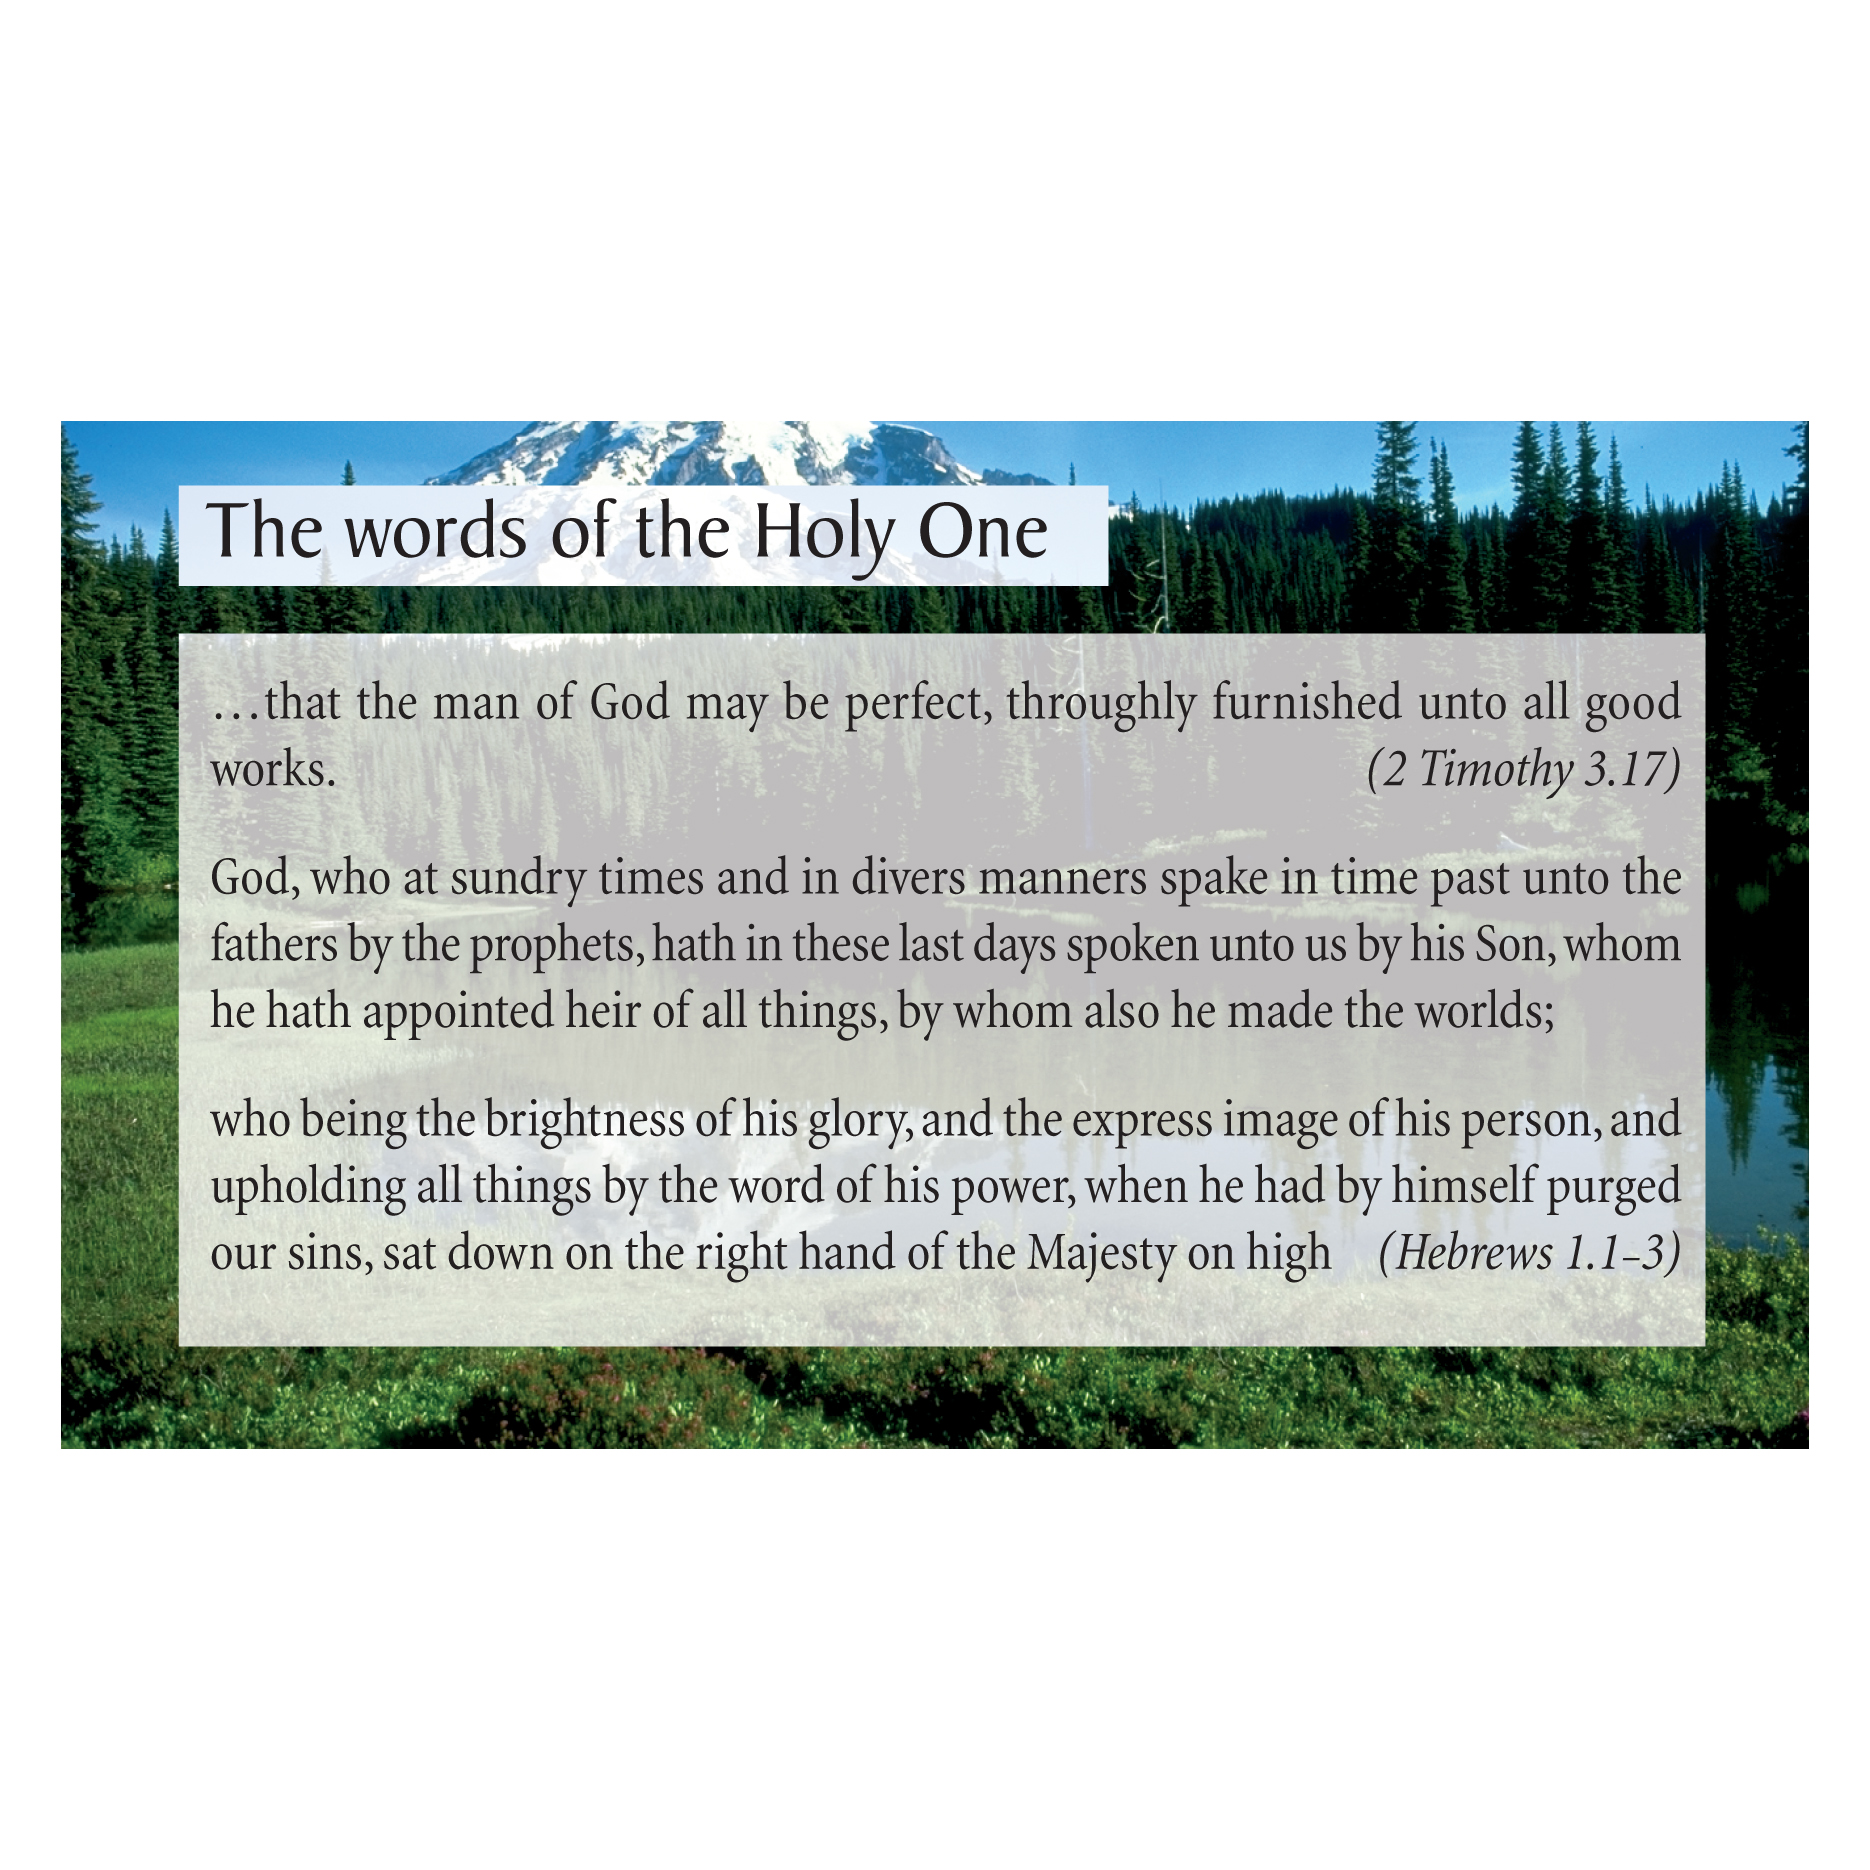 The words of the Holy One
…that the man of God may be perfect, throughly furnished unto all good
works. (2 Timothy 3.17)
God, who at sundry times and in divers manners spake in time past unto the
fathers by the prophets, hath in these last days spoken unto us by his Son, whom
he hath appointed heir of all things, by whom also he made the worlds;
who being the brightness of his glory, and the express image of his person, and
upholding all things by the word of his power, when he had by himself purged
our sins, sat down on the right hand of the Majesty on high (Hebrews 1.1–3)